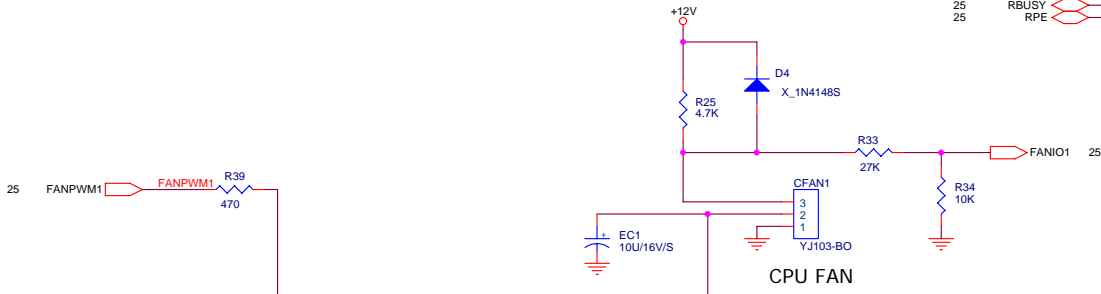 +12V
25 RBUSY
25 RPE
D4
X_1N4148S
R25
4.7K
R33
27K
FANIO1 25
25 FANPWM1 FANPWM1 R39
470
R34
10K
CFAN1
3
2
1
YJ103-BO
EC1
+
10U/16V/S
CPU FAN